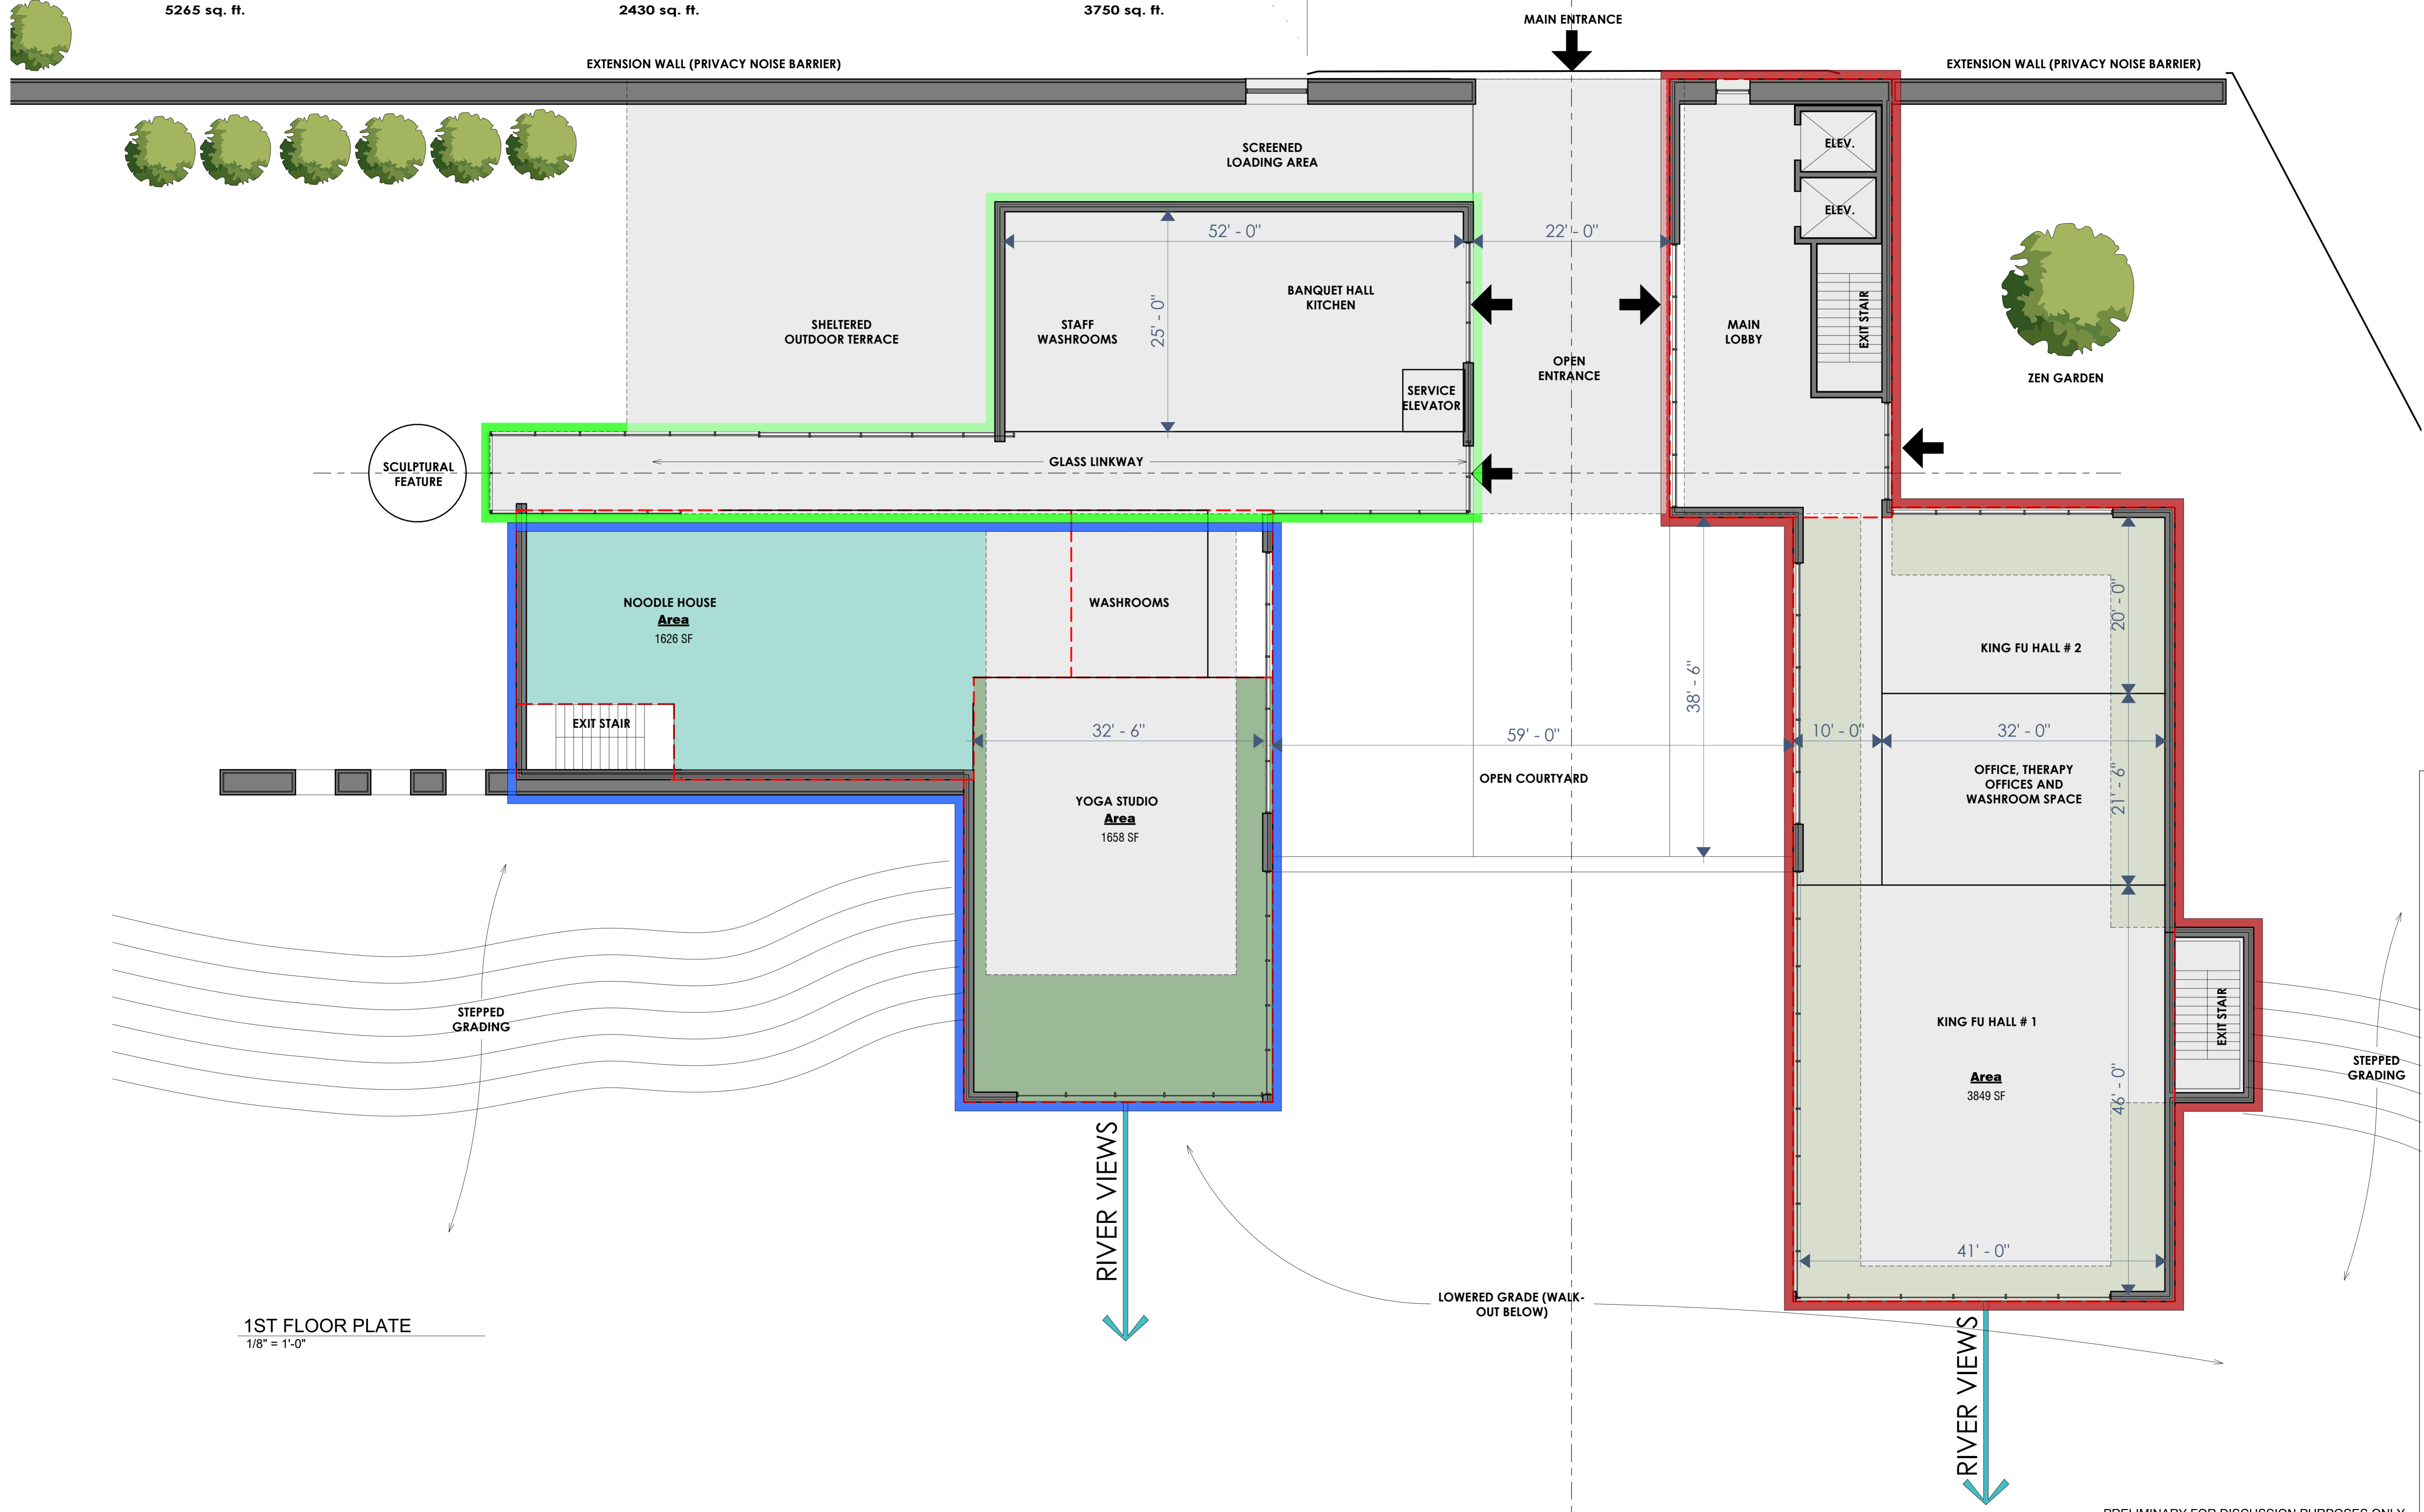 5265 sq. ft.
2430 sq. ft.
3750 sq. ft.
MAIN ENTRANCE
EXTENSION WALL (PRIVACY NOISE BARRIER)
EXTENSION WALL (PRIVACY NOISE BARRIER)
SCREENED
LOADING AREA
ELEV.
ELEV.
52' - 0"
22' - 0"
25' - 0"
BANQUET HALL
KITCHEN
SHELTERED
OUTDOOR TERRACE
STAFF
WASHROOMS
MAIN
LOBBY
EXIT STAIR
OPEN
ENTRANCE
ZEN GARDEN
SERVICE
ELEVATOR
SCULPTURAL
FEATURE
GLASS LINKWAY
NOODLE HOUSE
Area
1626 SF
WASHROOMS
20' - 0"
KING FU HALL # 2
38' - 6"
EXIT STAIR
32' - 6"
59' - 0"
10' - 0"
32' - 0"
OPEN COURTYARD
OFFICE, THERAPY
OFFICES AND
WASHROOM SPACE
21' - 6"
YOGA STUDIO
Area
1658 SF
STEPPED
GRADING
KING FU HALL # 1
Area
3849 SF
EXIT STAIR
46' - 0"
STEPPED
GRADING
RIVER VIEWS
41' - 0"
LOWERED GRADE (WALK-
OUT BELOW)
1ST FLOOR PLATE
1/8" = 1'-0"
RIVER VIEWS
PRELIMINARY FOR DISCUSSION PURPOSES ONLY